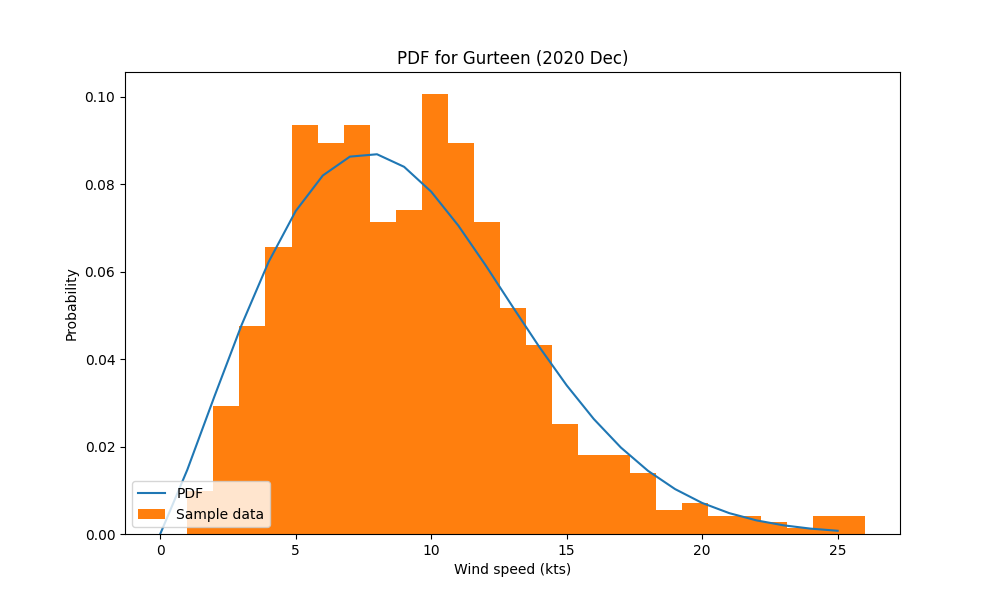 PDF for Gurteen (2020 Dec)
0.10
0.08
0.06
0.04
0.02
0.00
Probability
PDF
Sample data
0 5 10 15 20 25
Wind speed (kts)